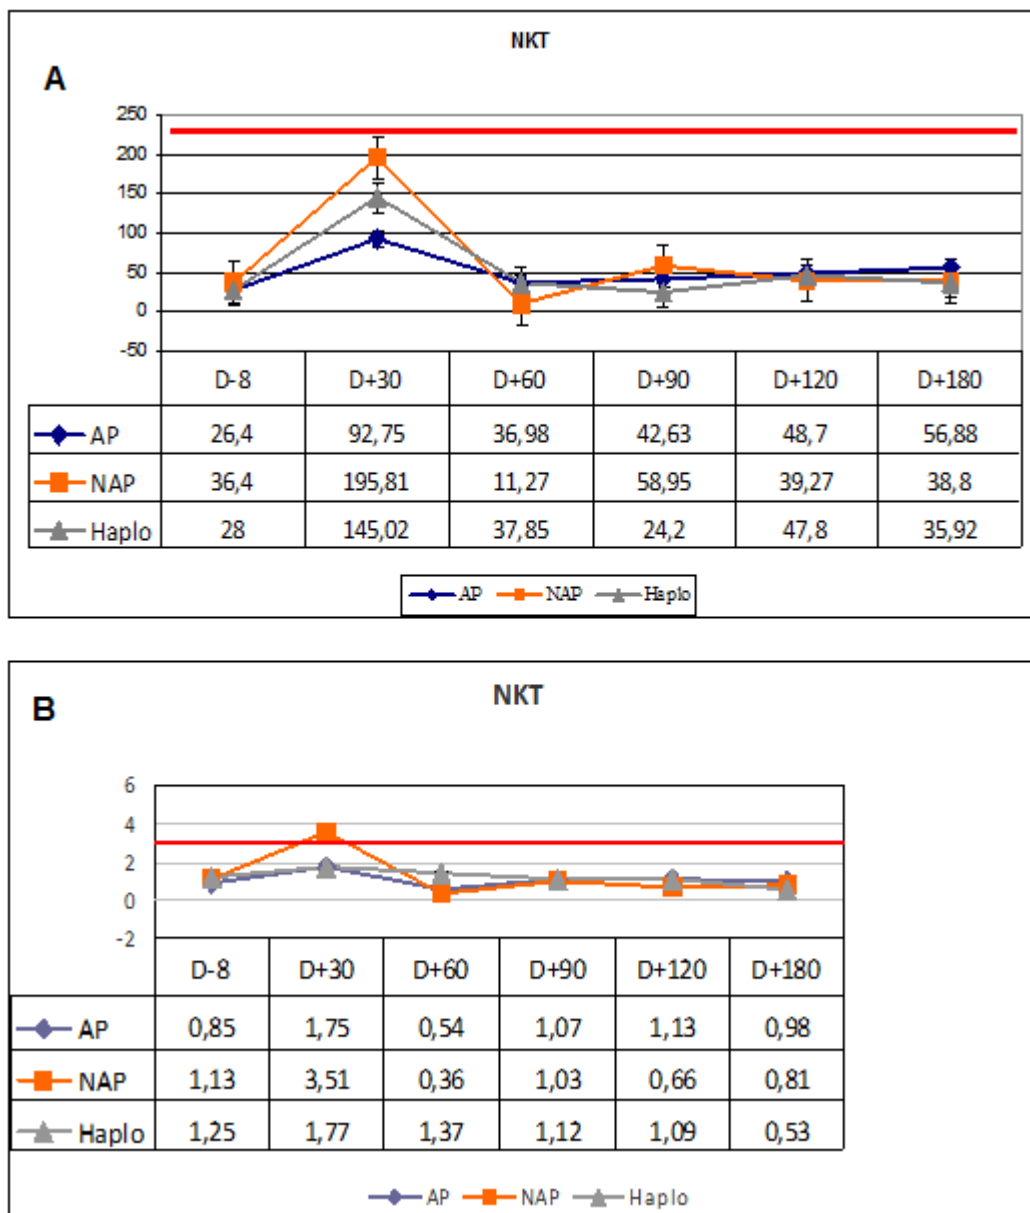 NKT
A
250
200
150
100
50
0
-50
D-8 D+30 D+60 D+90 D+120 D+180
AP 26,4 92,75 36,98 42,63 48,7 56,88
NAP 36,4 195,81 11,27 58,95 39,27 38,8
Haplo 28 145,02 37,85 24,2 47,8 35,92
AP NAP Haplo
NKT
B
6
4
2
0
-2
D-8 D+30 D+60 D+90 D+120 D+180
AP 0,85 1,75 0,54 1,07 1,13 0,98
NAP 1,13 3,51 0,36 1,03 0,66 0,81
Haplo 1,25 1,77 1,37 1,12 1,09 0,53
AP NAP Haplo